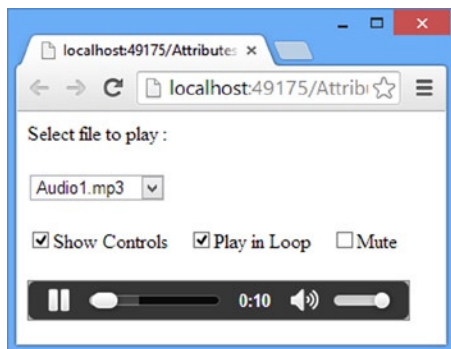 localhost:49175/Attributes
localhost:49175/Attrib
Select file to play :
Audio1.mp3
Show Controls Play in Loop Mute
0:10